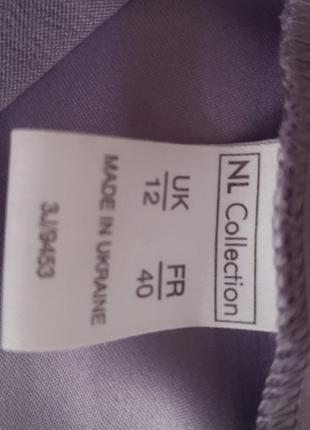 NL Collection
UK FR
12 40
MADE IN UKRAINE
3J/9453